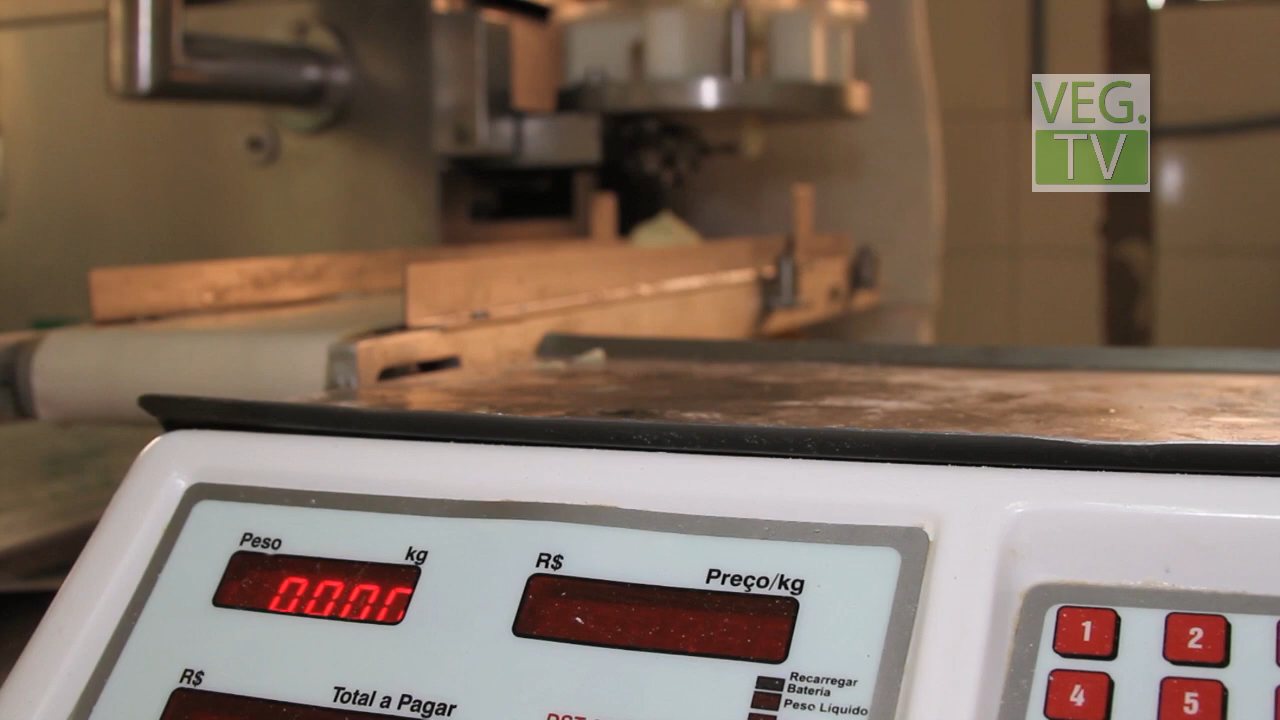 VEG.
TV
Peso kg
R$ Preço/kg
1 2
Recarregar
Bateria
Peso Líquido
R$ Total a Pagar
4 5